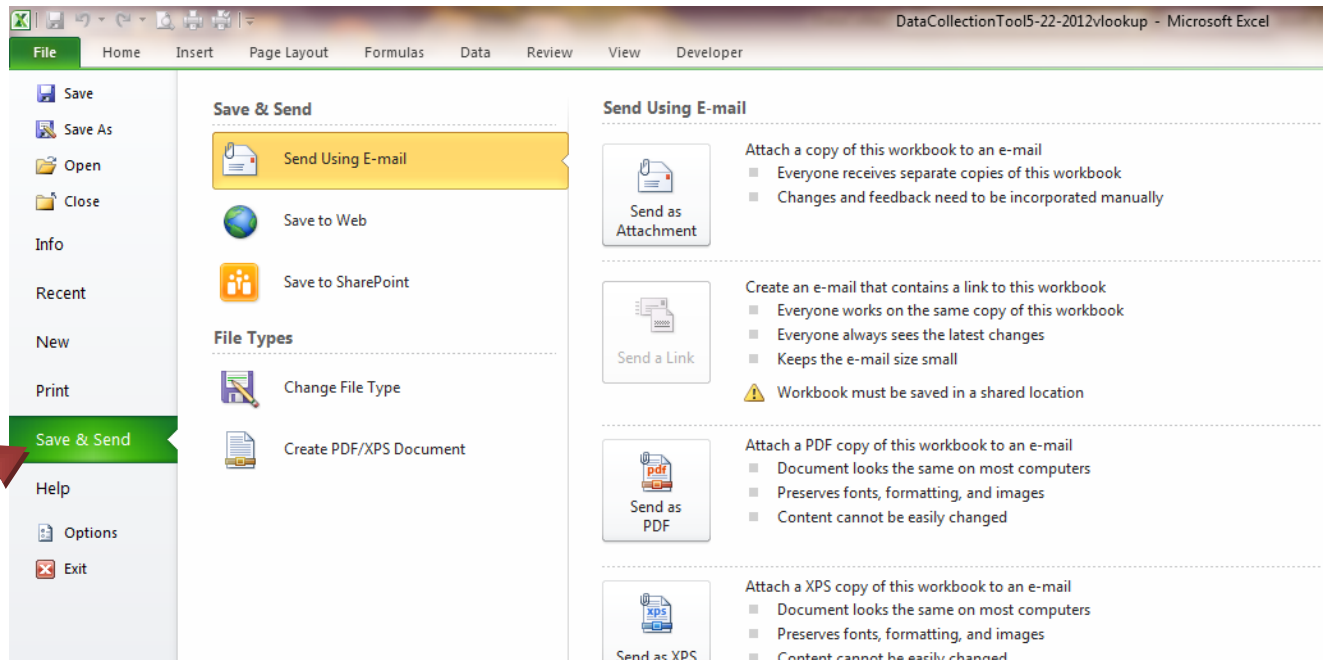 DataCollectionTool5-22-2012vlookup - Microsoft Excel
File Home Insert Page Layout Formulas Data Review View Developer
Save
Save As
Open
Close
Info
Recent
New
Print
Save & Send
Help
Options
Exit
Save & Send
Send Using E-mail
Save to Web
Save to SharePoint
File Types
Change File Type
Create PDF/XPS Document
Send Using E-mail
Send as
Attachment
Attach a copy of this workbook to an e-mail
Everyone receives separate copies of this workbook
Changes and feedback need to be incorporated manually
Send a Link
Create an e-mail that contains a link to this workbook
Everyone works on the same copy of this workbook
Everyone always sees the latest changes
Keeps the e-mail size small
Workbook must be saved in a shared location
pdf
Send as
PDF
Attach a PDF copy of this workbook to an e-mail
Document looks the same on most computers
Preserves fonts, formatting, and images
Content cannot be easily changed
xps
Send as XPS
Attach a XPS copy of this workbook to an e-mail
Document looks the same on most computers
Preserves fonts, formatting, and images
Content cannot be easily changed